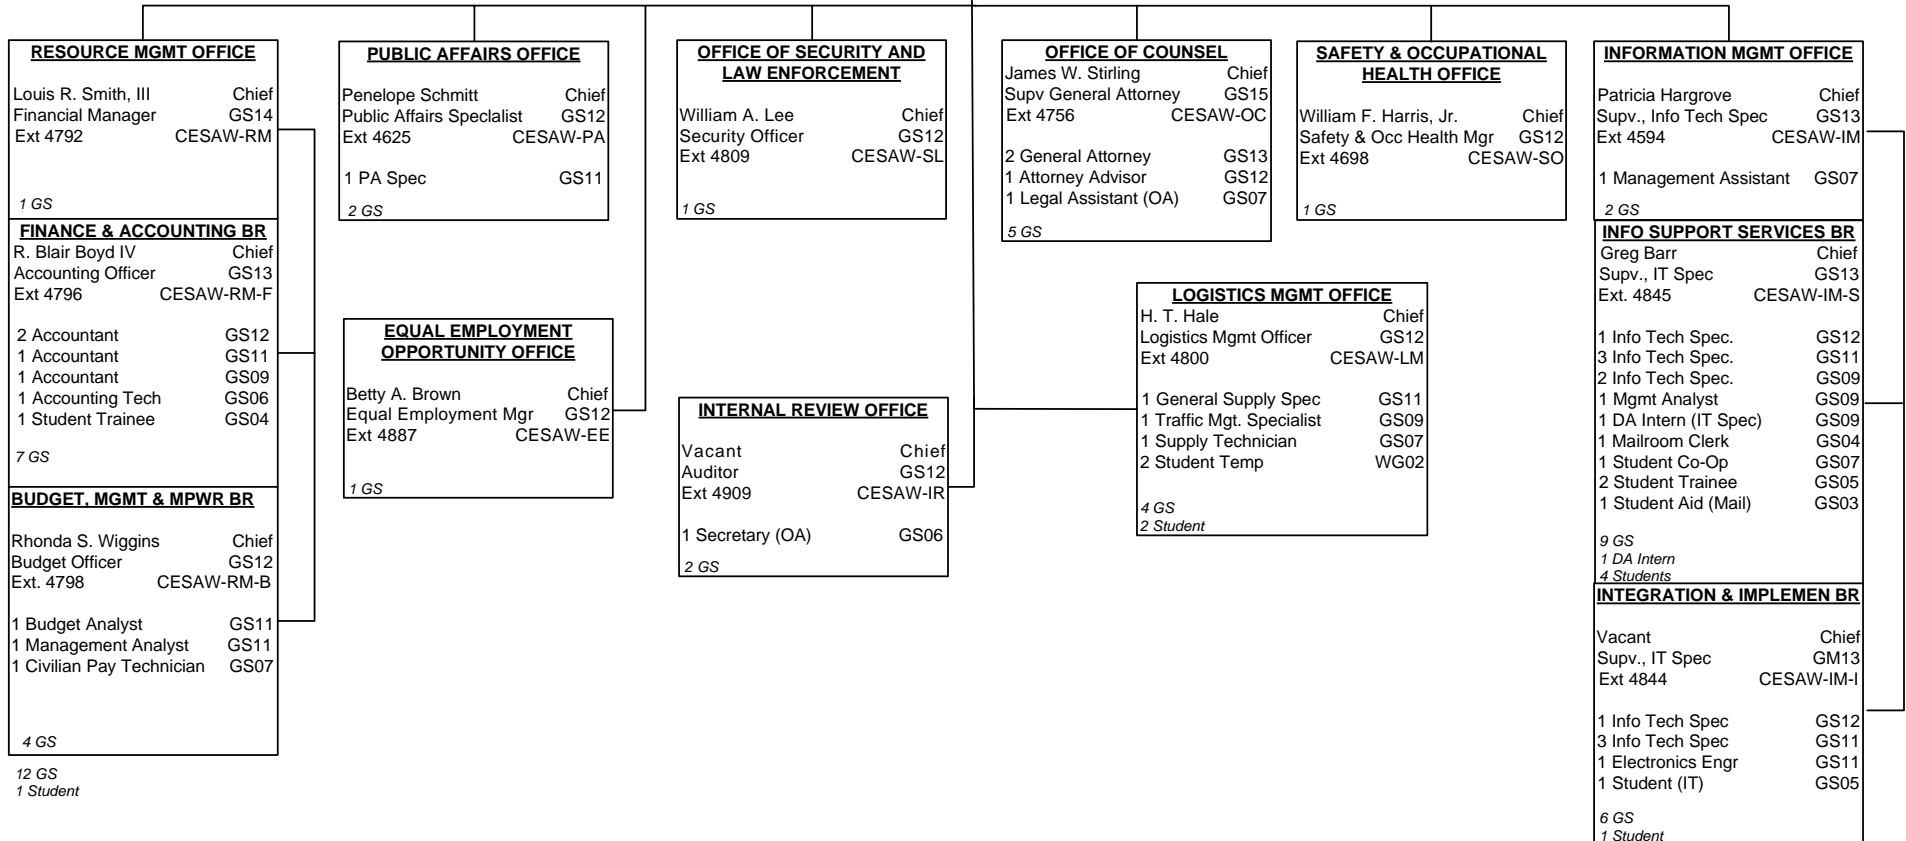 RESOURCE MGMT OFFICE
Louis R. Smith, III Chief
Financial Manager GS14
Ext 4792 CESAW-RM
1 GS
FINANCE & ACCOUNTING BR
R. Blair Boyd IV Chief
Accounting Officer GS13
Ext 4796 CESAW-RM-F
2 Accountant GS12
1 Accountant GS11
1 Accountant GS09
1 Accounting Tech GS06
1 Student Trainee GS04
7 GS
BUDGET, MGMT & MPWR BR
Rhonda S. Wiggins Chief
Budget Officer GS12
Ext. 4798 CESAW-RM-B
1 Budget Analyst GS11
1 Management Analyst GS11
1 Civilian Pay Technician GS07
4 GS
12 GS
1 Student
PUBLIC AFFAIRS OFFICE
Penelope Schmitt Chief
Public Affairs Specialist GS12
Ext 4625 CESAW-PA
1 PA Spec GS11
2 GS
EQUAL EMPLOYMENT
OPPORTUNITY OFFICE
Betty A. Brown Chief
Equal Employment Mgr GS12
Ext 4887 CESAW-EE
1 GS
OFFICE OF SECURITY AND
LAW ENFORCEMENT
William A. Lee Chief
Security Officer GS12
Ext 4809 CESAW-SL
1 GS
INTERNAL REVIEW OFFICE
Vacant Chief
Auditor GS12
Ext 4909 CESAW-IR
1 Secretary (OA) GS06
2 GS
OFFICE OF COUNSEL
James W. Stirling Chief
Supv General Attorney GS15
Ext 4756 CESAW-OC
2 General Attorney GS13
1 Attorney Advisor GS12
1 Legal Assistant (OA) GS07
5 GS
LOGISTICS MGMT OFFICE
H. T. Hale Chief
Logistics Mgmt Officer GS12
Ext 4800 CESAW-LM
1 General Supply Spec GS11
1 Traffic Mgt. Specialist GS09
1 Supply Technician GS07
2 Student Temp WG02
4 GS
2 Student
SAFETY & OCCUPATIONAL
HEALTH OFFICE
William F. Harris, Jr. Chief
Safety & Occ Health Mgr GS12
Ext 4698 CESAW-SO
1 GS
INFORMATION MGMT OFFICE
Patricia Hargrove Chief
Supv., Info Tech Spec GS13
Ext 4594 CESAW-IM
1 Management Assistant GS07
2 GS
INFO SUPPORT SERVICES BR
Greg Barr Chief
Supv., IT Spec GS13
Ext. 4845 CESAW-IM-S
1 Info Tech Spec. GS12
3 Info Tech Spec. GS11
2 Info Tech Spec. GS09
1 Mgmt Analyst GS09
1 DA Intern (IT Spec) GS09
1 Mailroom Clerk GS04
1 Student Co-Op GS07
2 Student Trainee GS05
1 Student Aid (Mail) GS03
9 GS
1 DA Intern
4 Students
INTEGRATION & IMPLEMEN BR
Vacant Chief
Supv., IT Spec GM13
Ext 4844 CESAW-IM-I
1 Info Tech Spec GS12
3 Info Tech Spec GS11
1 Electronics Engr GS11
1 Student (IT) GS05
6 GS
1 Student